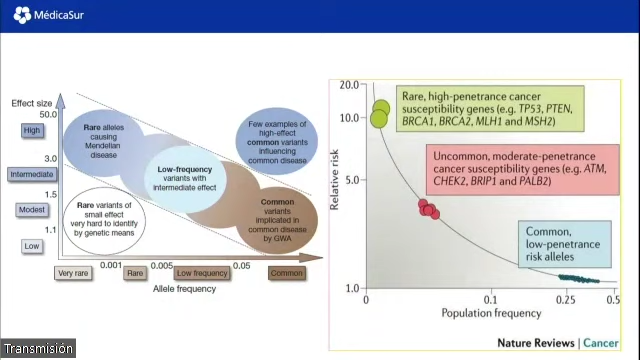 MédicaSur
Effect size
50.0
High
3.0
Intermediate
1.5
Modest
1.1
Low
Rare alleles
causing
Mendelian
disease
Few examples of
high-effect
common variants
influencing
common disease
Low-frequency
variants with
intermediate effect
Rare variants of
small effect
very hard to identify
by genetic means
Common
variants
implicated in
common disease
by GWA
0.001
0.005
0.05
Very rare
Rare
Low frequency
Common
Allele frequency
Relative risk
20.0
10.0
5.0
1.0
Rare, high-penetrance cancer
susceptibility genes (e.g. TP53, PTEN,
BRCA1, BRCA2, MLH1 and MSH2)
Uncommon, moderate-penetrance
cancer susceptibility genes (e.g. ATM,
CHEK2, BRIP1 and PALB2)
Common,
low-penetrance
risk alleles
0
0.1
0.25
0.5
Population frequency
Nature Reviews | Cancer
Transmisión